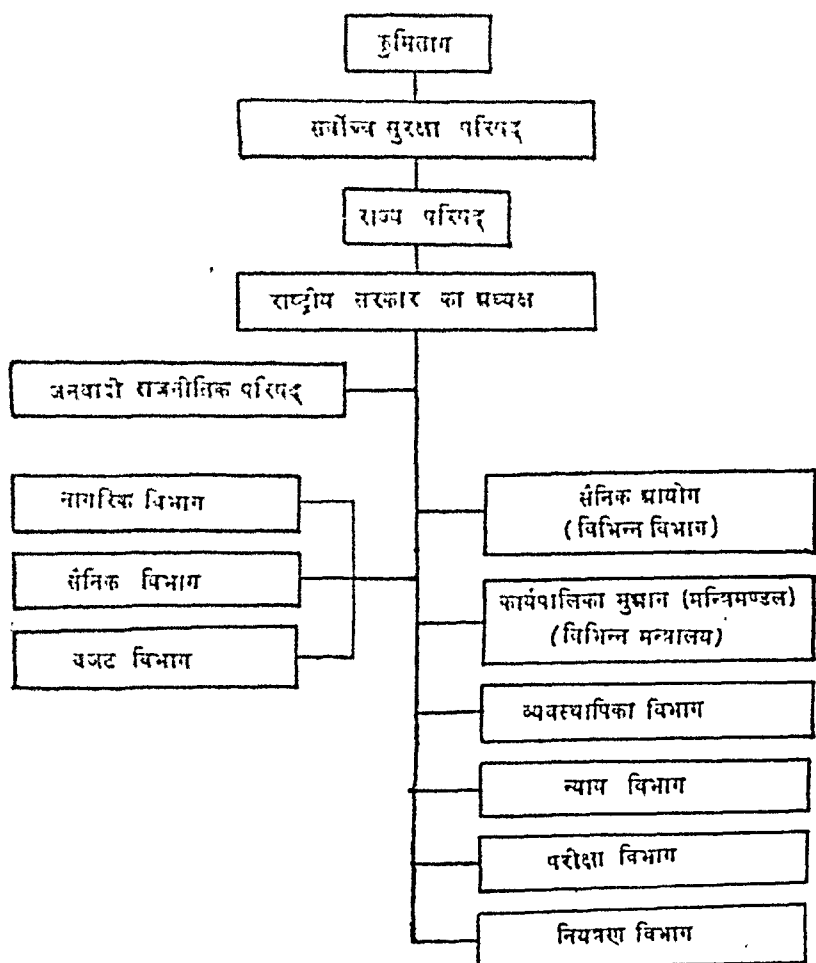 कुमितांग
सर्वोच्च सुरक्षा परिषद्
राज्य परिषद्
राष्ट्रीय सरकार का अध्यक्ष
जनवादी राजनीतिक परिषद्
नागरिक विभाग
सैनिक विभाग
बजट विभाग
सैनिक आयोग
(विभिन्न विभाग)
कार्यपालिका युआन (मन्त्रिमण्डल)
(विभिन्न मन्त्रालय)
व्यवस्थापिका विभाग
न्याय विभाग
परीक्षा विभाग
नियंत्रण विभाग